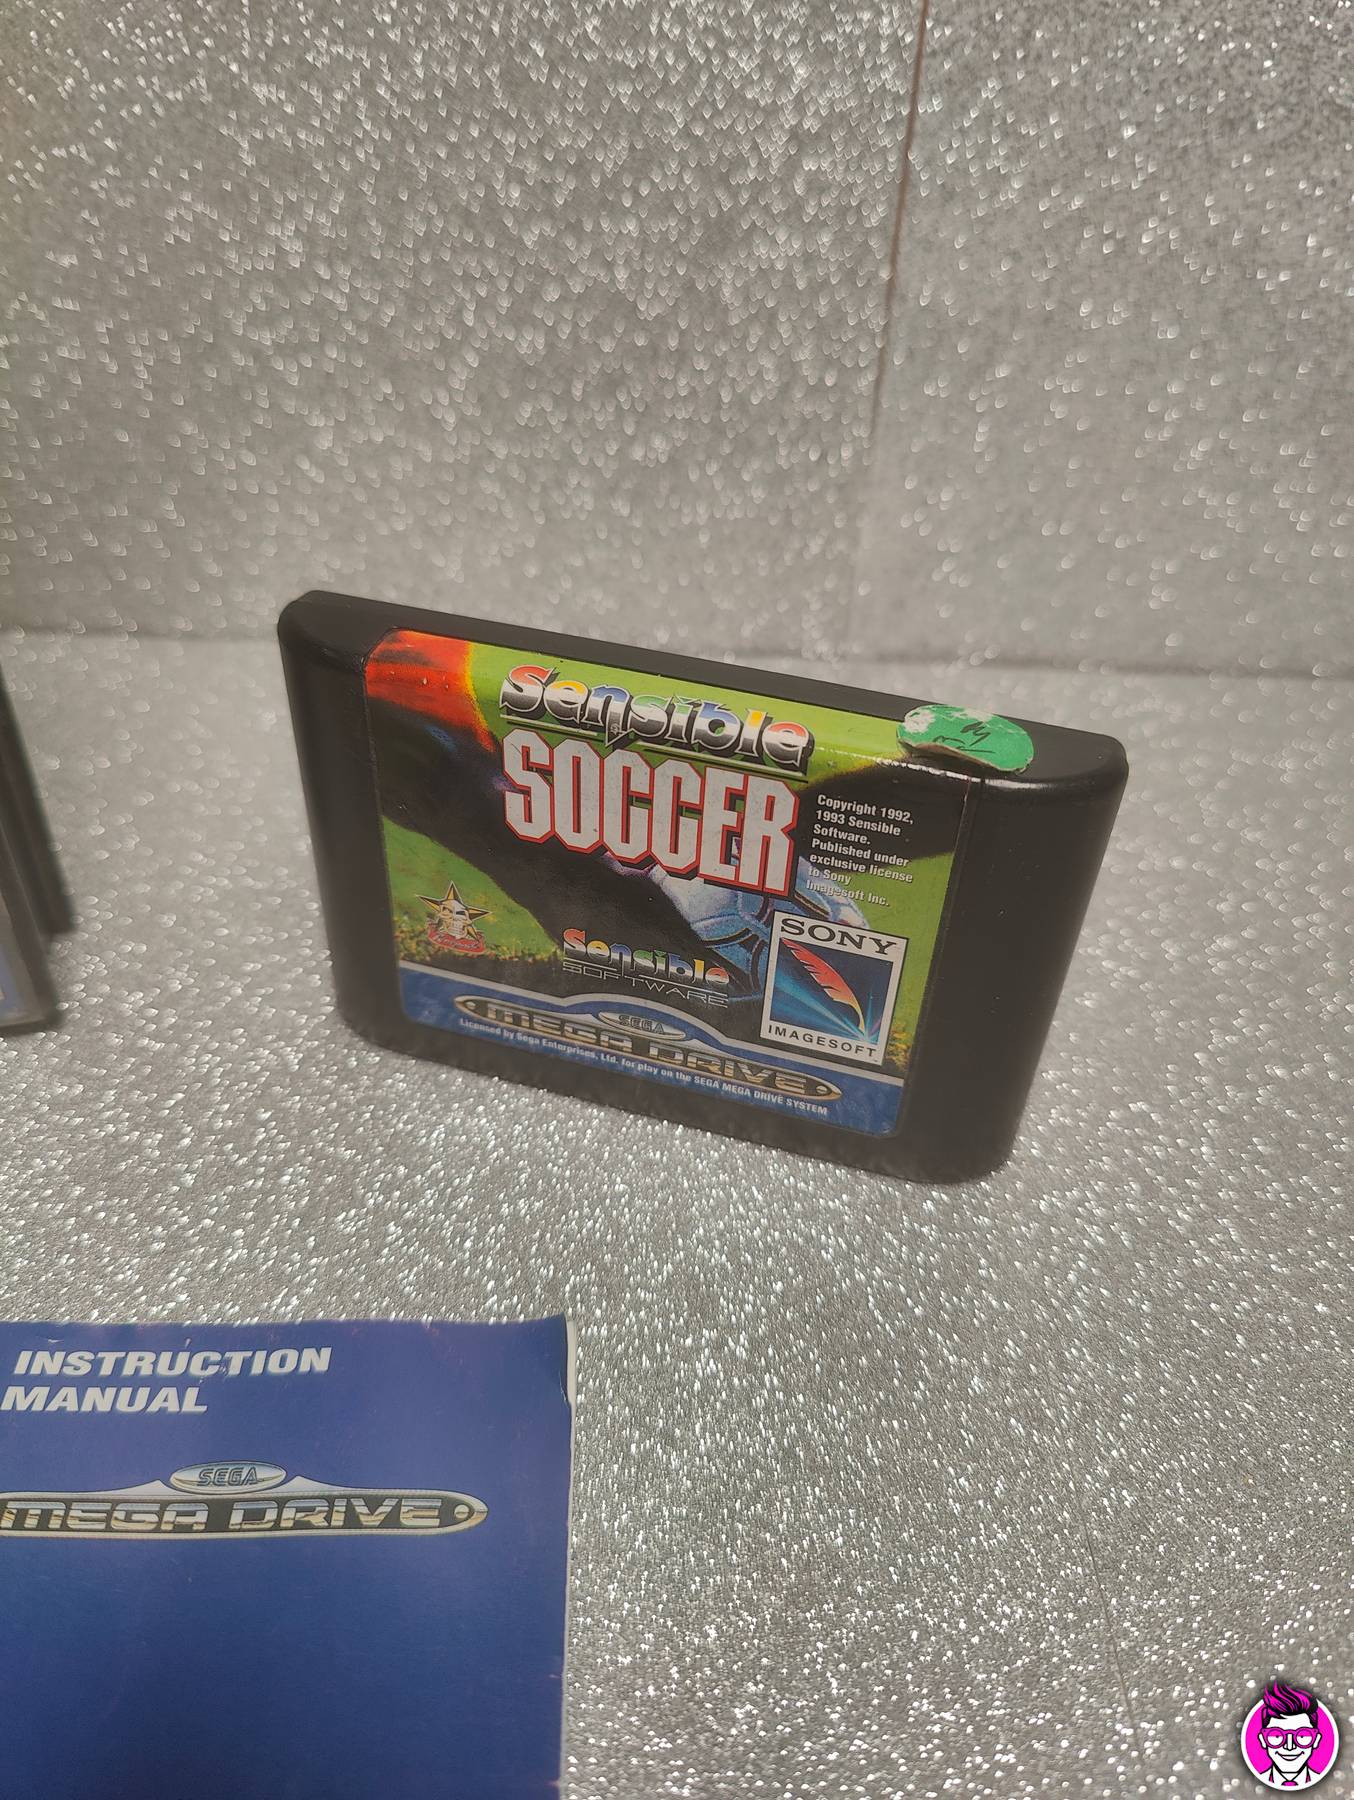 Sensible
SOCCER
Copyright 1992,
1993 Sensible
Software.
Published under
exclusive license
to Sony
Imagesoft Inc.
SONY
IMAGESOFT
Sensible
SOFTWARE
SEGA
MEGA DRIVE
Licensed by Sega Enterprises, Ltd. for play on the SEGA MEGA DRIVE SYSTEM
INSTRUCTION
MANUAL
SEGA
MEGA DRIVE